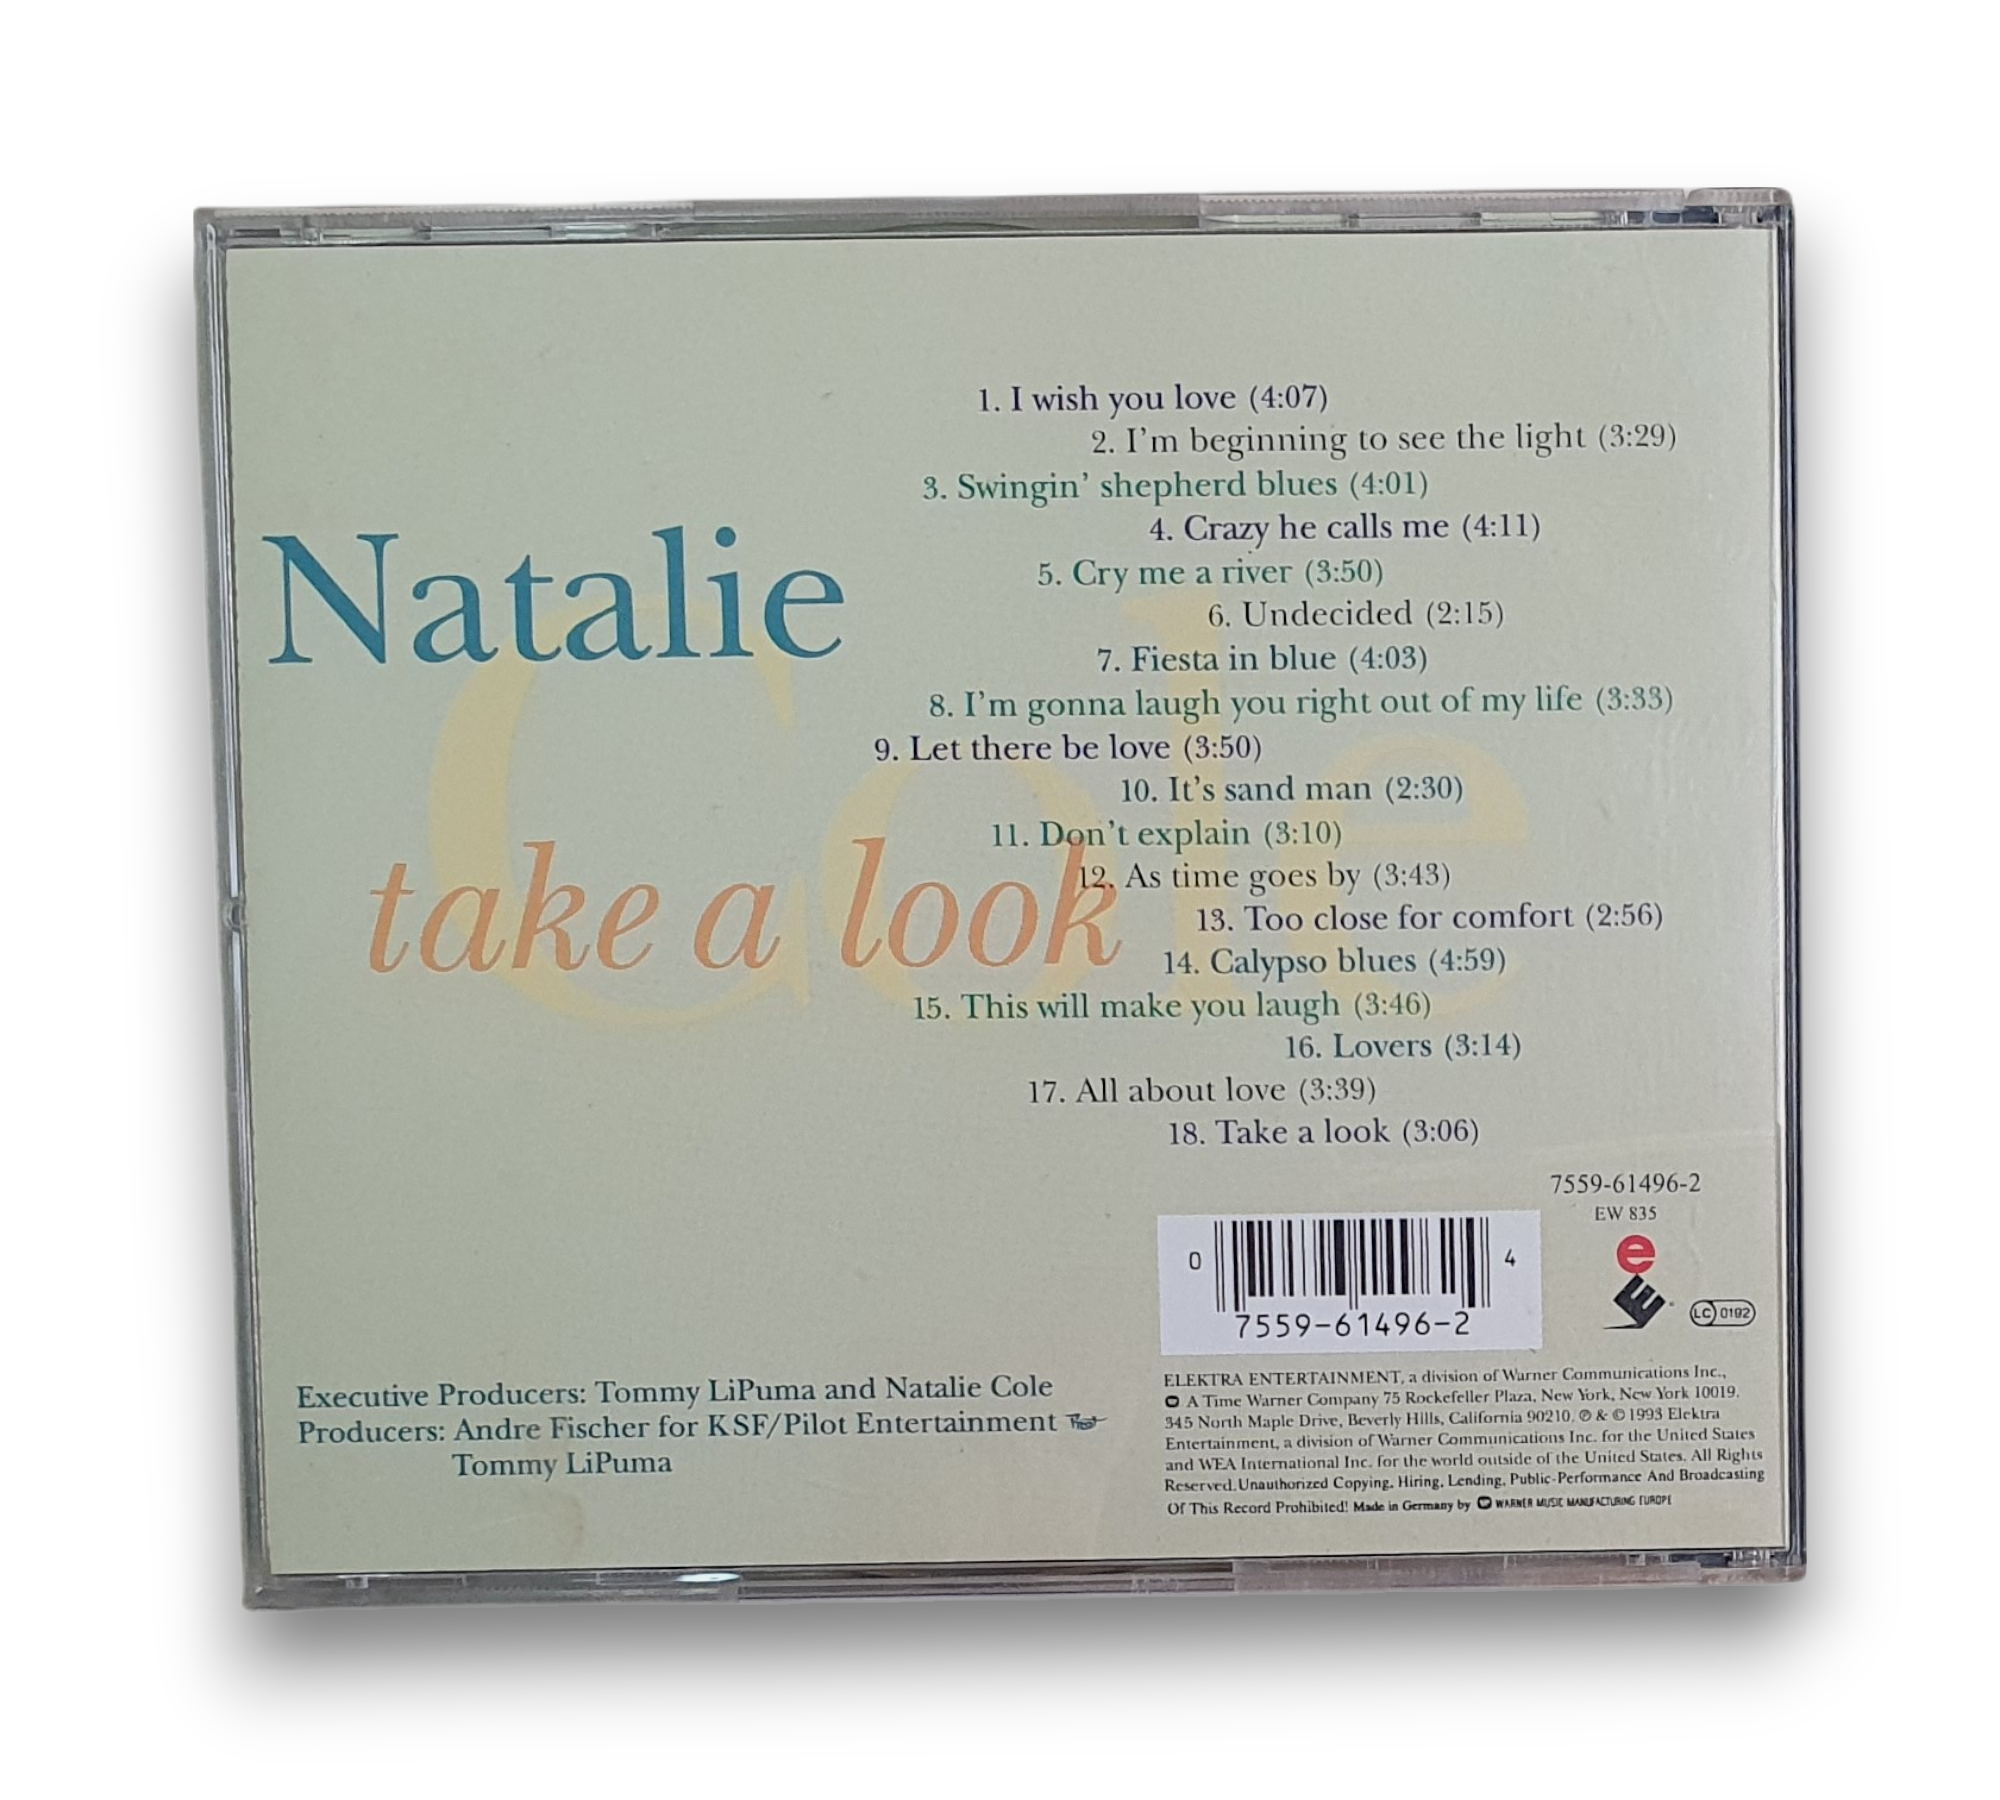 1. I wish you love (4:07)
2. I'm beginning to see the light (3:29)
3. Swingin' shepherd blues (4:01)
4. Crazy he calls me (4:11)
5. Cry me a river (3:50)
6. Undecided (2:15)
7. Fiesta in blue (4:03)
8. I'm gonna laugh you right out of my life (3:33)
9. Let there be love (3:50)
10. It's sand man (2:30)
11. Don't explain (3:10)
12. As time goes by (3:43)
13. Too close for comfort (2:56)
14. Calypso blues (4:59)
15. This will make you laugh (3:46)
16. Lovers (3:14)
17. All about love (3:39)
18. Take a look (3:06)
Natalie
Cole
take a look
7559-61496-2
EW 835
0 4
7559-61496-2
e
E
LC 0192
Executive Producers: Tommy LiPuma and Natalie Cole
Producers: Andre Fischer for KSF/Pilot Entertainment
Tommy LiPuma
ELEKTRA ENTERTAINMENT, a division of Warner Communications Inc.,
A Time Warner Company 75 Rockefeller Plaza, New York, New York 10019.
345 North Maple Drive, Beverly Hills, California 90210. ℗ & © 1993 Elektra
Entertainment, a division of Warner Communications Inc. for the United States
and WEA International Inc. for the world outside of the United States. All Rights
Reserved. Unauthorized Copying, Hiring, Lending, Public-Performance And Broadcasting
Of This Record Prohibited! Made in Germany by WARNER MUSIC MANUFACTURING EUROPE